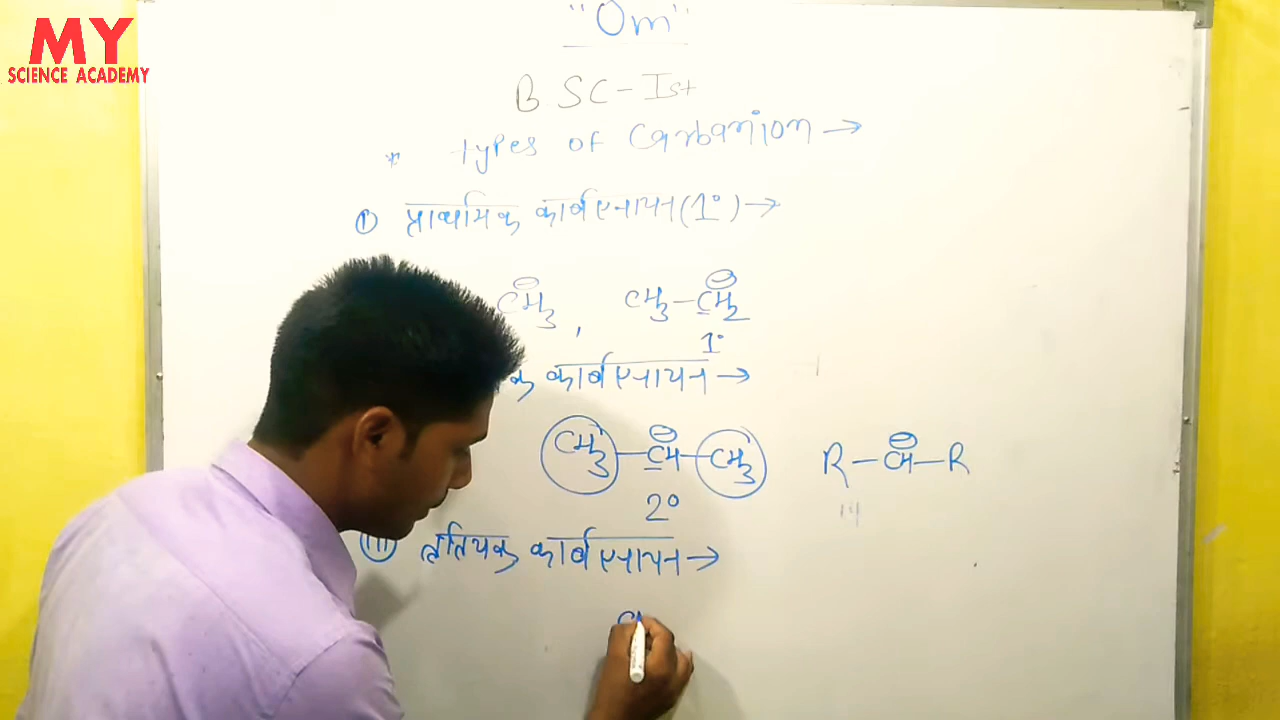 MY
SCIENCE ACADEMY
"Om"
B.SC-Ist
* types of Carbanion →
(I) प्राथमिक कार्बएनायन (1°) →
CH3⊖ , CH3-CH2⊖
1°
क कार्बएनायन →
CH3-CH⊖-CH3 R-CH⊖-R
2°
(III) तृतियक कार्बएनायन →